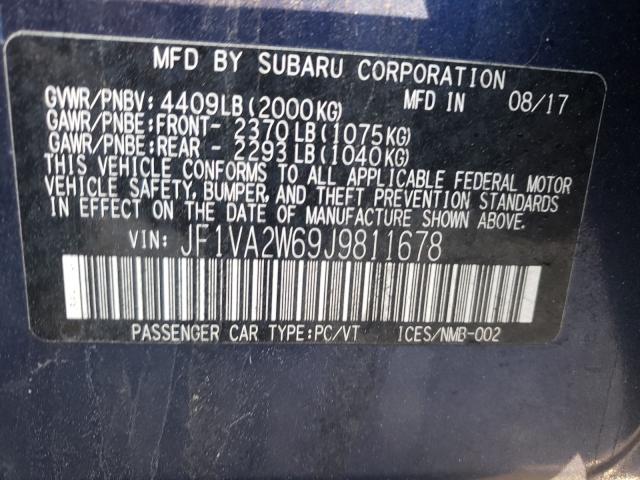 MFD BY SUBARU CORPORATION
GVWR/PNBV: 4409LB(2000KG) MFD IN 08/17
GAWR/PNBE:FRONT- 2370LB(1075KG)
GAWR/PNBE:REAR - 2293LB(1040KG)
THIS VEHICLE CONFORMS TO ALL APPLICABLE FEDERAL MOTOR
VEHICLE SAFETY, BUMPER, AND THEFT PREVENTION STANDARDS
IN EFFECT ON THE DATE OF MANUFACTURE SHOWN ABOVE.
VIN: JF1VA2W69J9811678
PASSENGER CAR TYPE:PC/VT ICES/NMB-002